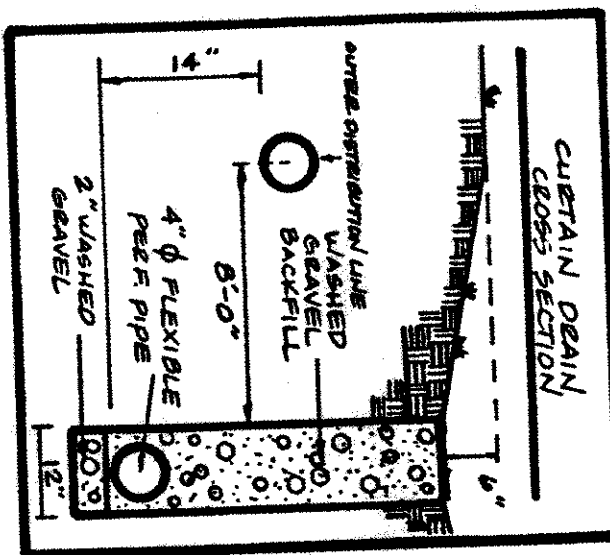 CURTAIN DRAIN
CROSS SECTION
6"
OUTER DISTRIBUTION LINE
WASHED
GRAVEL
BACKFILL
14"
8'-0"
4" ϕ FLEXIBLE
PERF. PIPE
2" WASHED
GRAVEL
12"